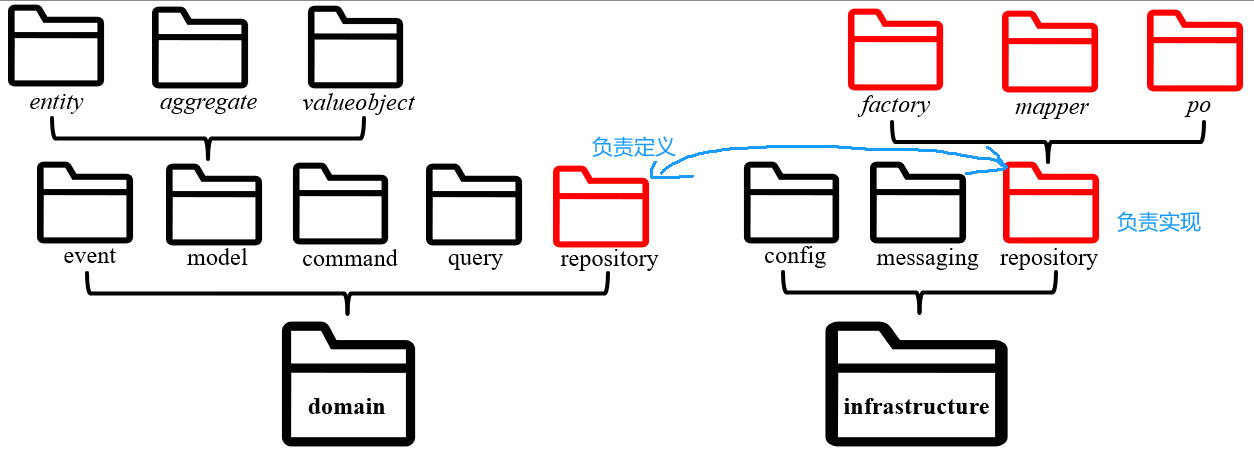 entity aggregate valueobject
factory mapper po
负责定义
负责实现
event model command query repository
config messaging repository
domain
infrastructure